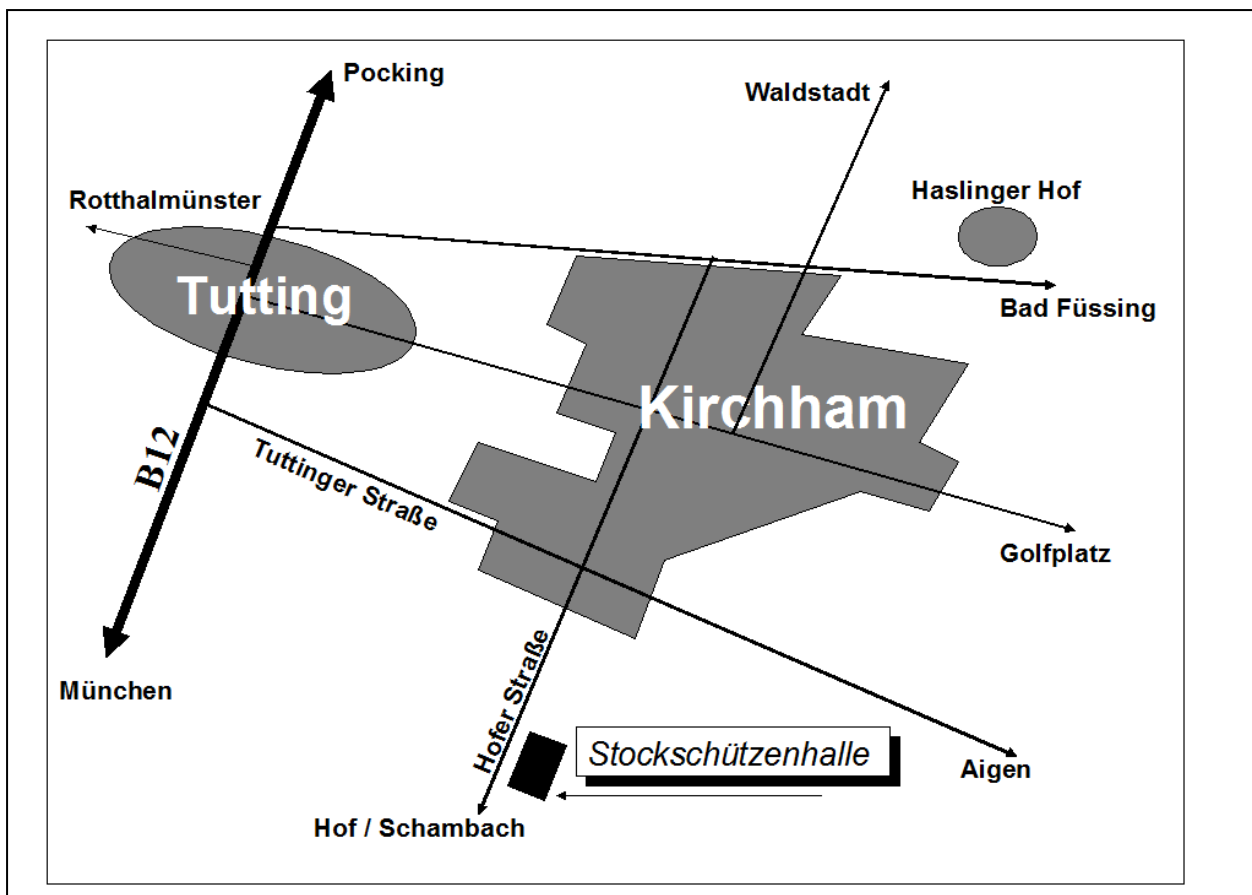 Pocking
Waldstadt
Haslinger Hof
Rotthalmünster
Tutting
Bad Füssing
Kirchham
B12
Tuttinger Straße
Golfplatz
Hofer Straße
München
Stockschützenhalle
Aigen
Hof / Schambach